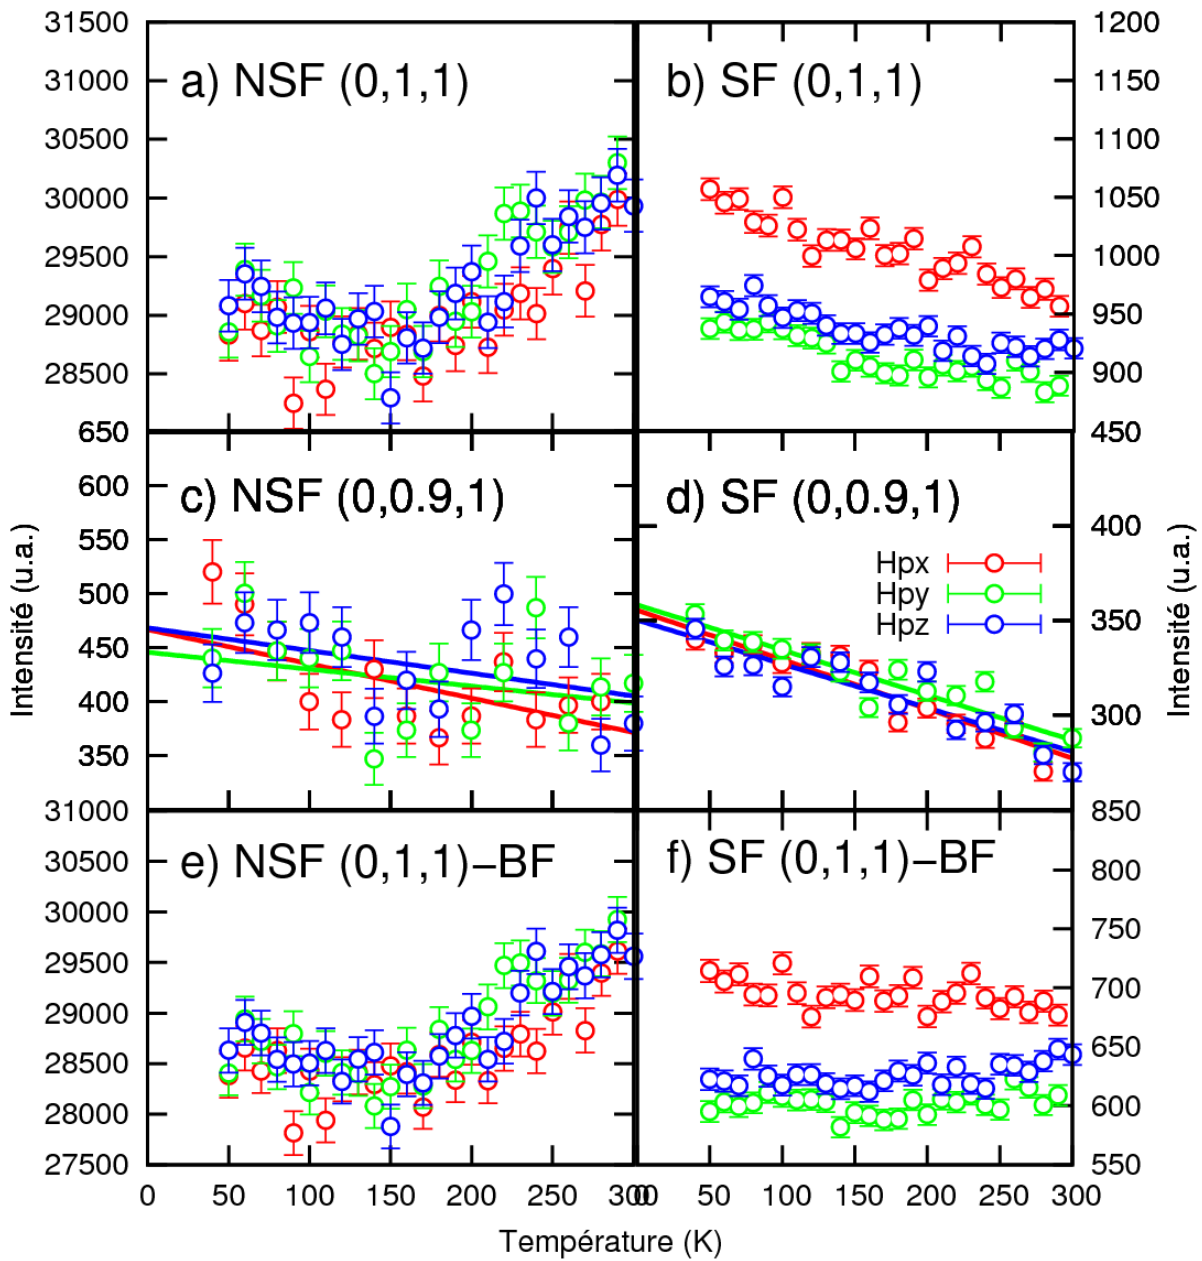 31500
31000
30500
30000
29500
29000
28500
650
a) NSF (0,1,1)
b) SF (0,1,1)
1200
1150
1100
1050
1000
950
900
450
600
550
500
450
400
350
31000
c) NSF (0,0.9,1)
d) SF (0,0.9,1)
Hpx
Hpy
Hpz
400
350
300
850
Intensité (u.a.)
Intensité (u.a.)
30500
30000
29500
29000
28500
28000
27500
e) NSF (0,1,1)−BF
f) SF (0,1,1)−BF
800
750
700
650
600
550
0 50 100 150 200 250 300
0 50 100 150 200 250 300
Température (K)